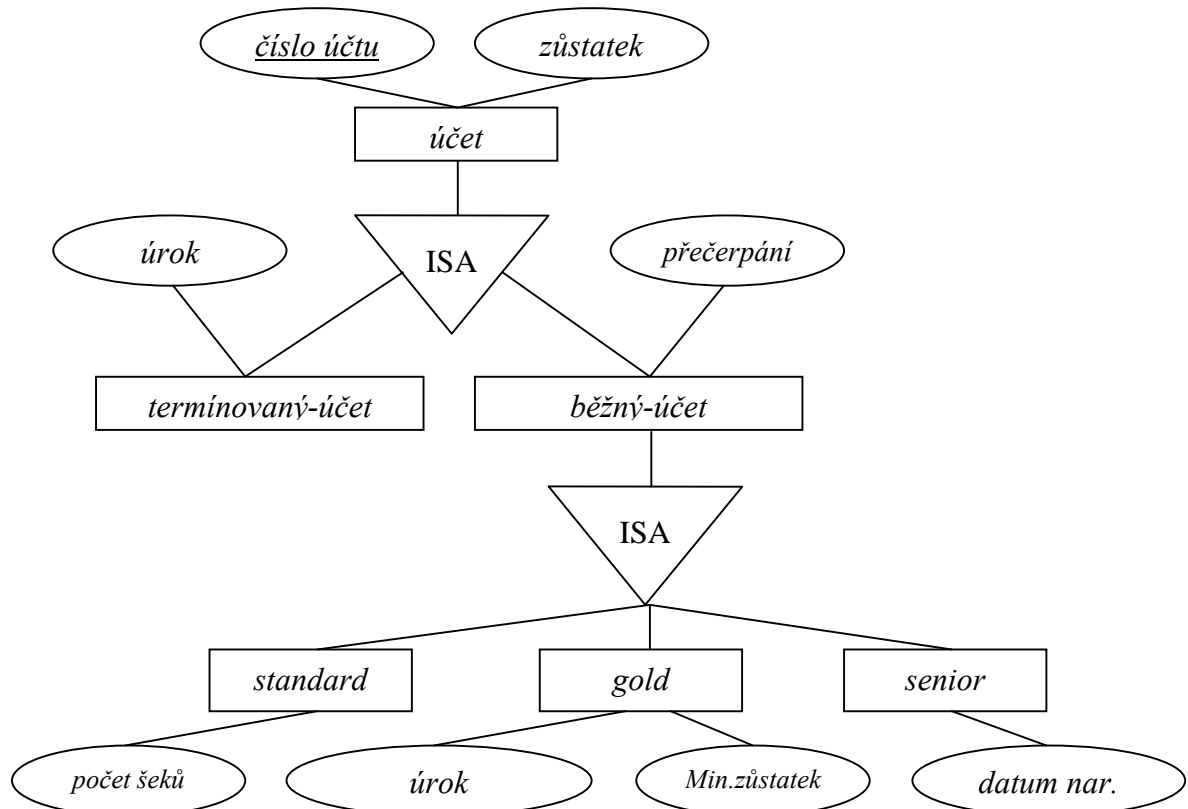 číslo účtu
zůstatek
účet
úrok
ISA
přečerpání
termínovaný-účet
běžný-účet
ISA
standard
gold
senior
počet šeků
úrok
Min.zůstatek
datum nar.